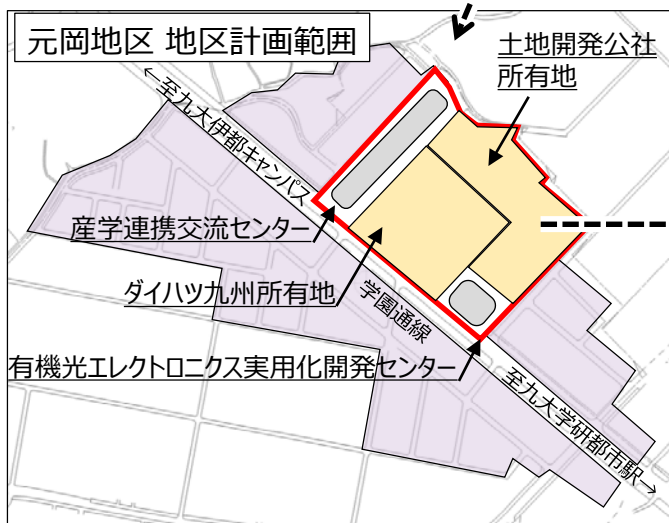 元岡地区 地区計画範囲
土地開発公社
所有地
←至九大伊都キャンパス
産学連携交流センター
ダイハツ九州所有地
学園通線
有機光エレクトロニクス実用化開発センター
至九大学研都市駅→